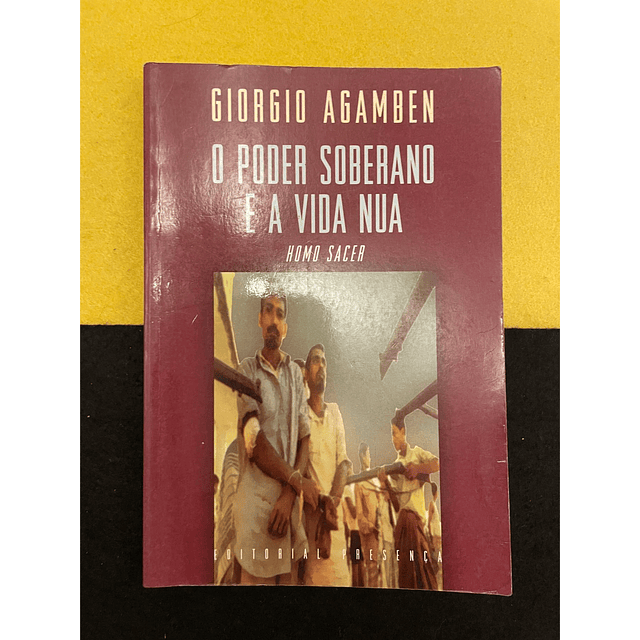 GIORGIO AGAMBEN
O PODER SOBERANO
E A VIDA NUA
HOMO SACER
EDITORIAL PRESENÇA